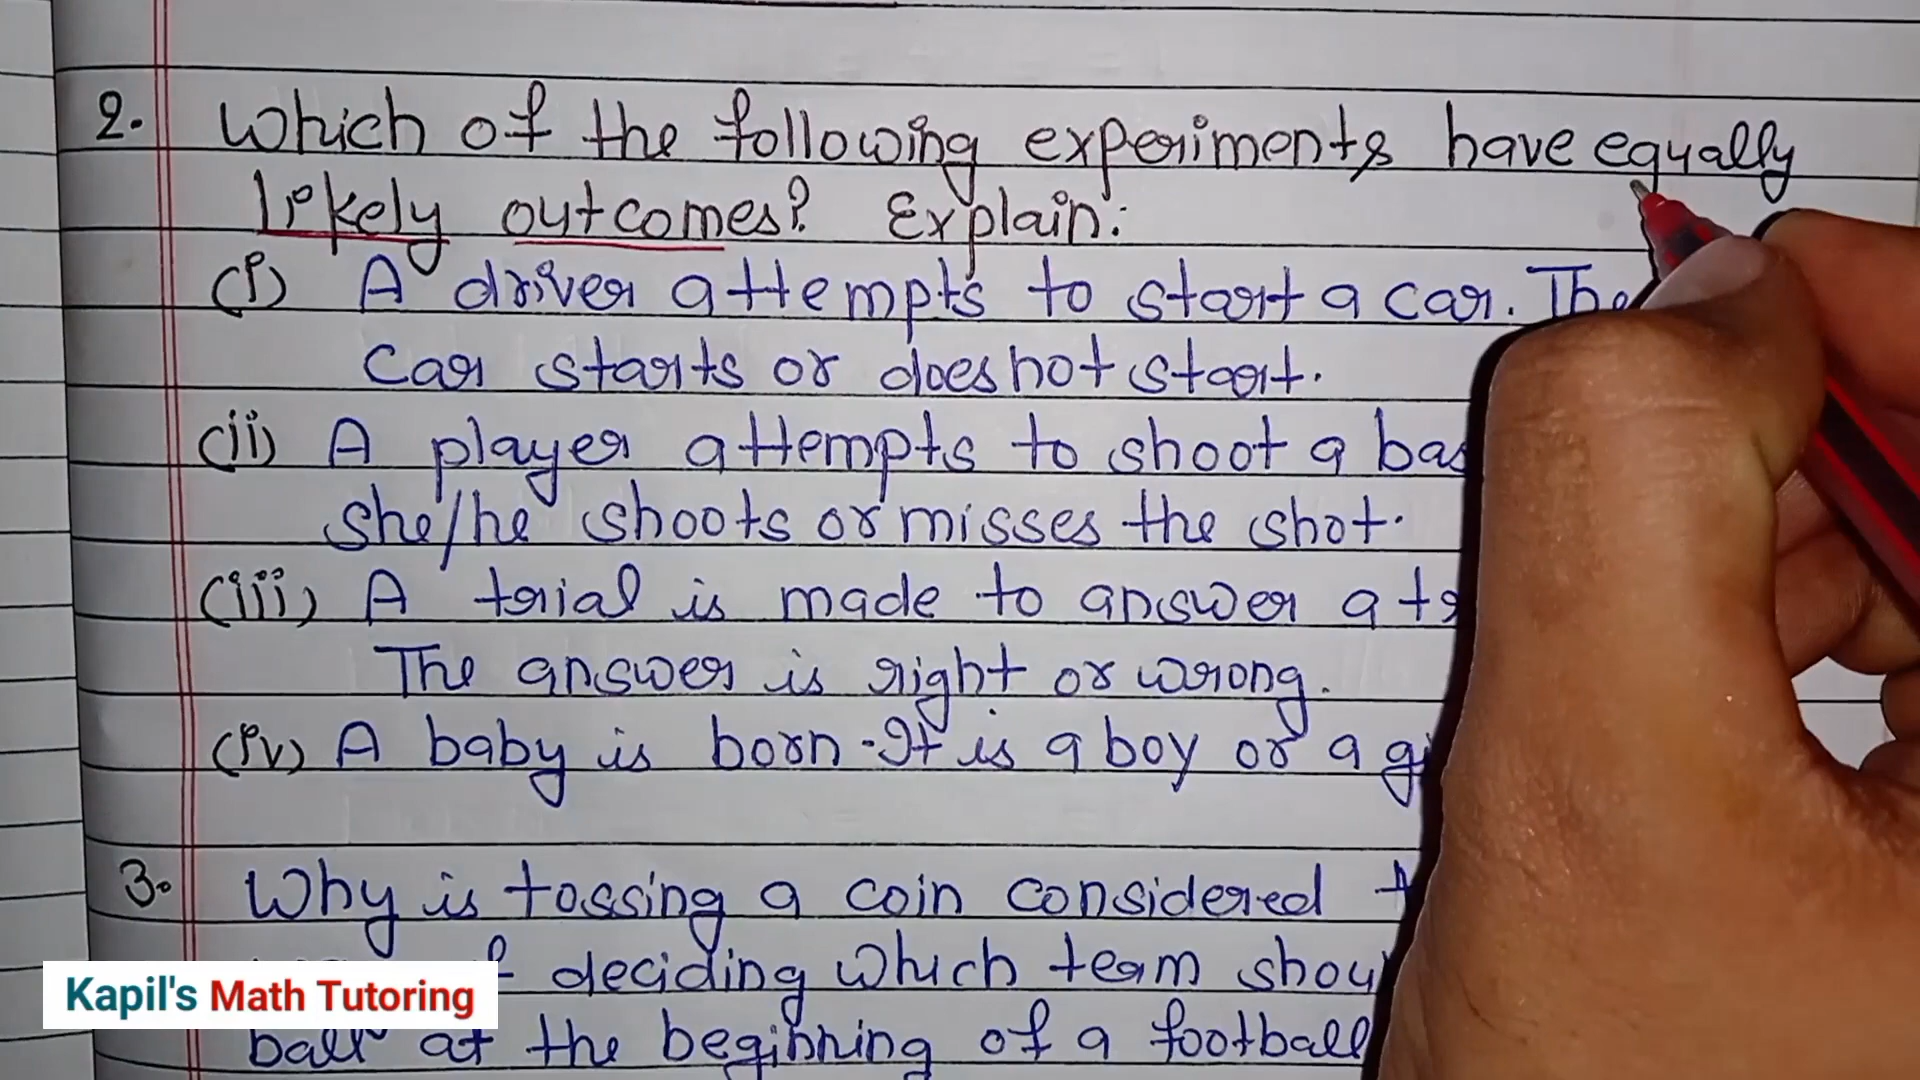 2. Which of the following experiments have equally
likely outcomes? Explain.
(i) A driver attempts to start a car. The
car starts or does not start.
(ii) A player attempts to shoot a
she/he shoots or misses the shot.
(iii) A trial is made to answer a
The answer is right or wrong.
(iv) A baby is born. It is a boy or a
3. Why is tossing a coin considered
deciding which team
Kapil's Math Tutoring
ball at the beginning of a football